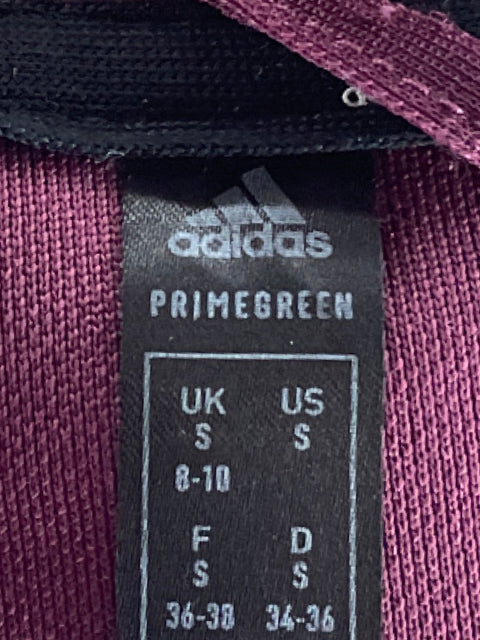 adidas
PRIMEGREEN
UK US
S S
8-10
F D
S S
36-38 34-36